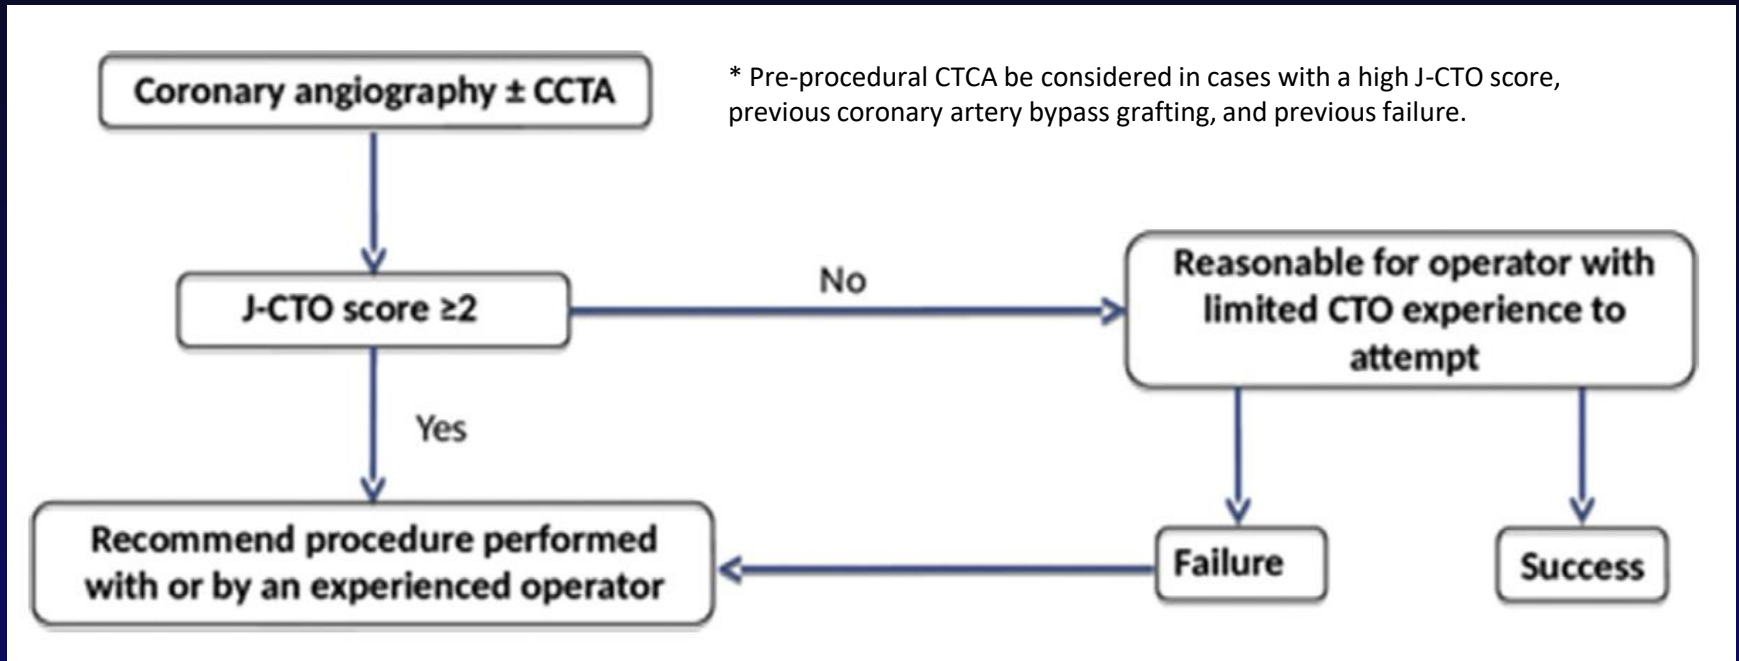 Coronary angiography ± CCTA
* Pre-procedural CTCA be considered in cases with a high J-CTO score,
previous coronary artery bypass grafting, and previous failure.
J-CTO score ≥2
No
Reasonable for operator with
limited CTO experience to
attempt
Yes
Recommend procedure performed
with or by an experienced operator
Failure
Success